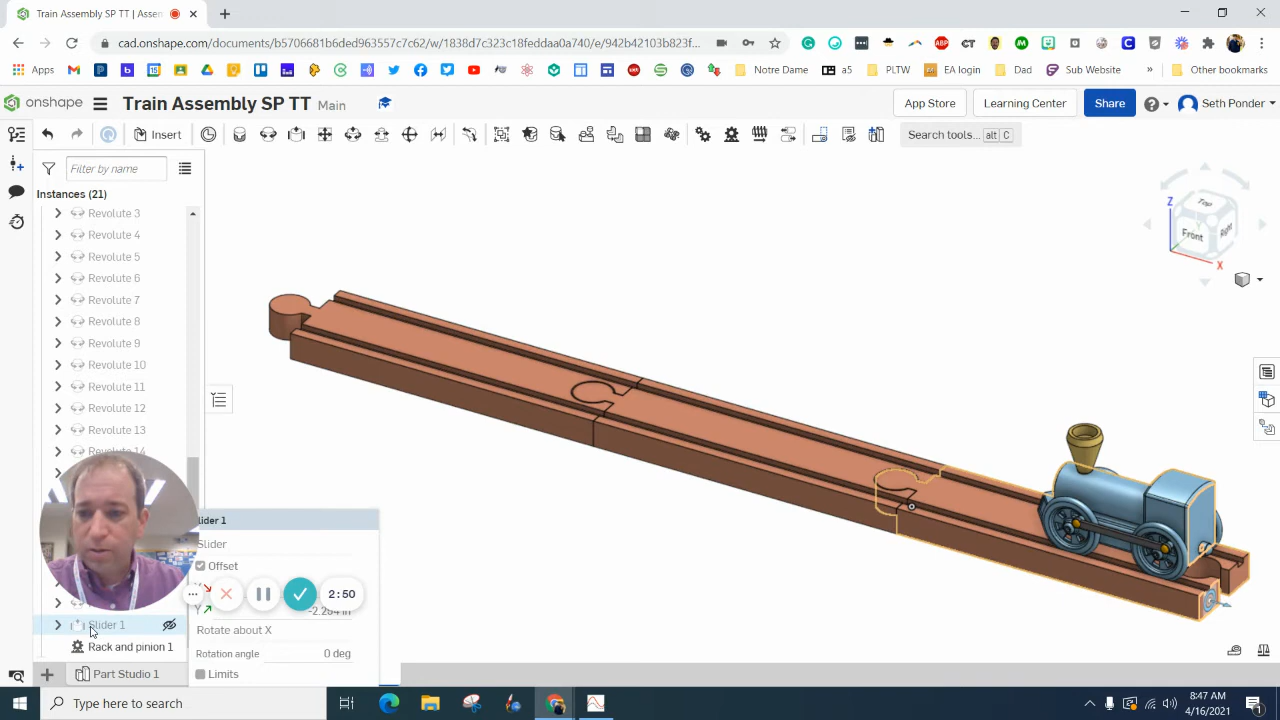 Train Assembly SP TT | Assem
cad.onshape.com/documents/b5706681b6f4ed963557c7c62/w/1838d7c323c18feddaa0a740/e/942b42103b823f...
Apps
Notre Dame
a5
PLTW
EA login
Dad
Sub Website
Other bookmarks
onshape
Train Assembly SP TT
Main
App Store
Learning Center
Share
Seth Ponder
Insert
Search tools...
alt
C
Filter by name
Instances (21)
Revolute 3
Revolute 4
Revolute 5
Revolute 6
Revolute 7
Revolute 8
Revolute 9
Revolute 10
Revolute 11
Revolute 12
Revolute 13
Revolute 14
Top
Front
Right
Z
X
lider 1
Slider
Offset
2:50
Y
Rotate about X
Rotation angle
0 deg
Limits
Slider 1
Rack and pinion 1
Part Studio 1
Type here to search
8:47 AM
4/16/2021